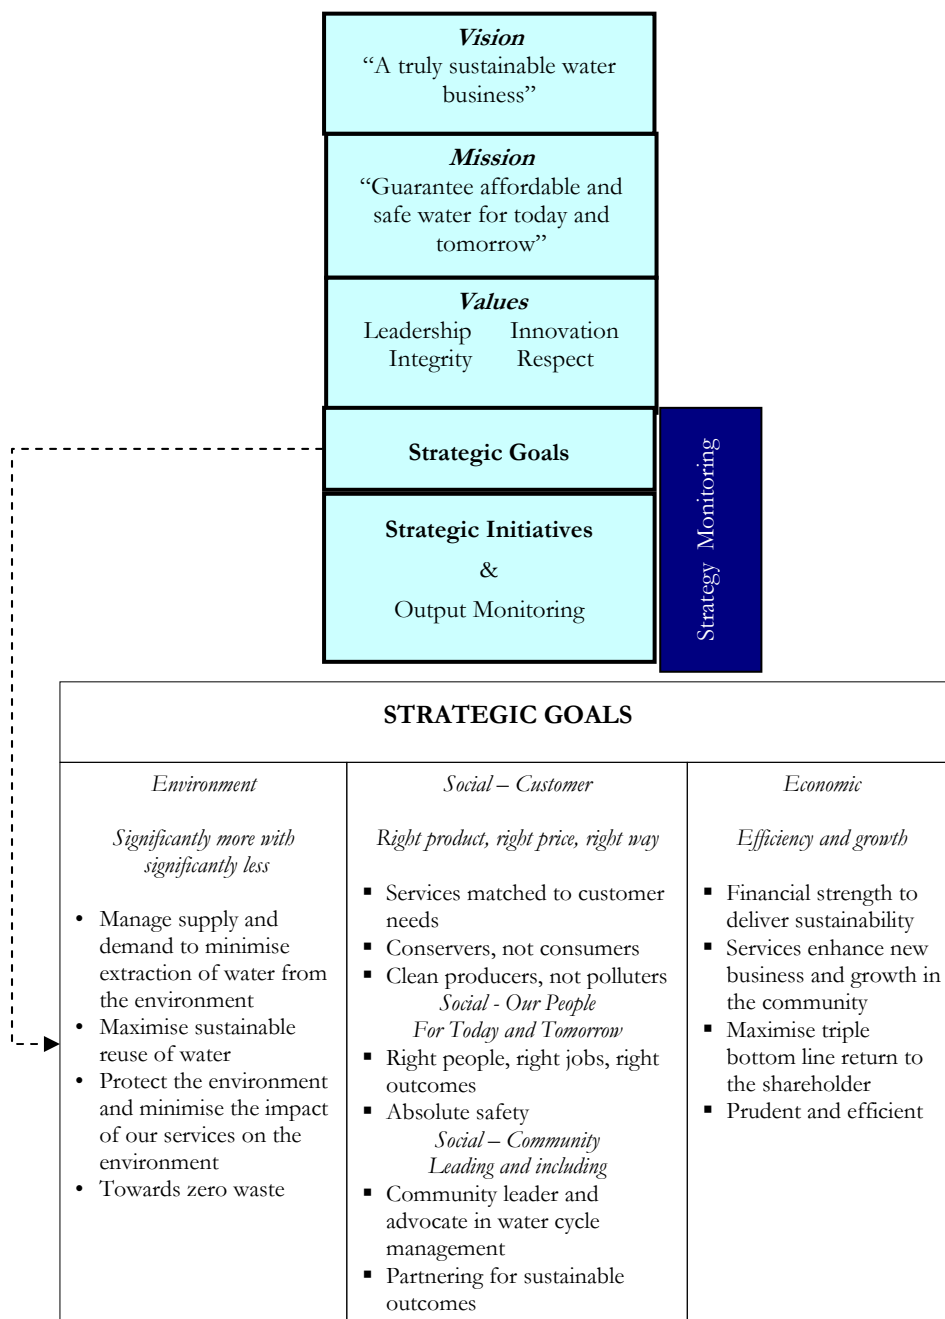 Vision
“A truly sustainable water
business”
Mission
“Guarantee affordable and
safe water for today and
tomorrow”
Values
Leadership Innovation
Integrity Respect
Strategic Goals
Strategic Initiatives
&
Output Monitoring
Strategy Monitoring
STRATEGIC GOALS
Environment
Significantly more with
significantly less
• Manage supply and
demand to minimise
extraction of water from
the environment
• Maximise sustainable
reuse of water
• Protect the environment
and minimise the impact
of our services on the
environment
• Towards zero waste
Social – Customer
Right product, right price, right way
▪ Services matched to customer
needs
▪ Conservers, not consumers
▪ Clean producers, not polluters
Social - Our People
For Today and Tomorrow
▪ Right people, right jobs, right
outcomes
▪ Absolute safety
Social – Community
Leading and including
▪ Community leader and
advocate in water cycle
management
▪ Partnering for sustainable
outcomes
Economic
Efficiency and growth
▪ Financial strength to
deliver sustainability
▪ Services enhance new
business and growth in
the community
▪ Maximise triple
bottom line return to
the shareholder
▪ Prudent and efficient